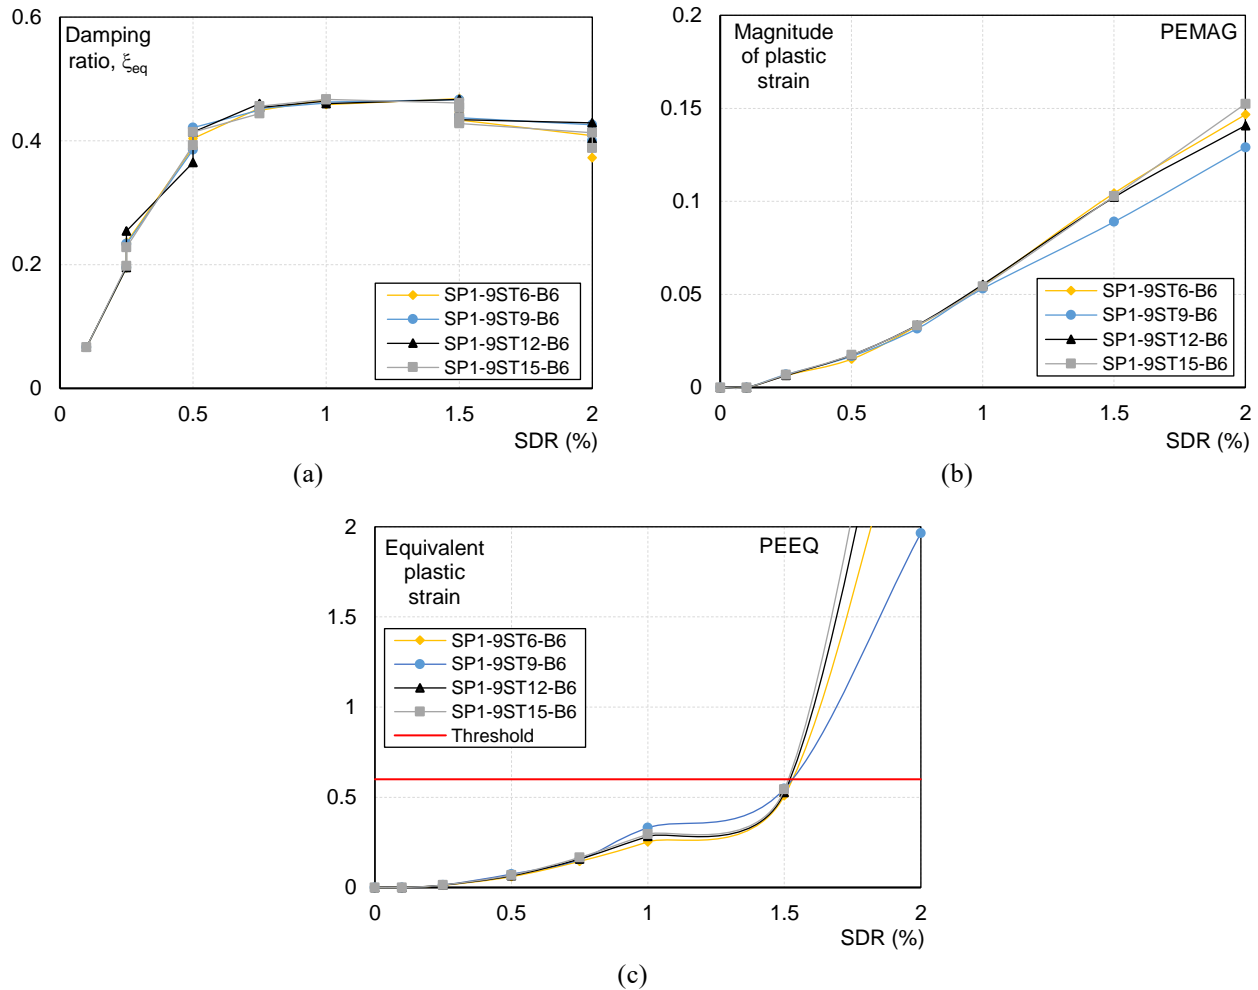 0.6
Damping
ratio, ξeq
0.4
0.2
0
SP1-9ST6-B6
SP1-9ST9-B6
SP1-9ST12-B6
SP1-9ST15-B6
0 0.5 1 1.5 2
SDR (%)
(a)
0.2
Magnitude
of plastic
strain
PEMAG
0.15
0.1
0.05
0
SP1-9ST6-B6
SP1-9ST9-B6
SP1-9ST12-B6
SP1-9ST15-B6
0 0.5 1 1.5 2
SDR (%)
(b)
2
Equivalent
plastic
strain
PEEQ
1.5
1
0.5
0
SP1-9ST6-B6
SP1-9ST9-B6
SP1-9ST12-B6
SP1-9ST15-B6
Threshold
0 0.5 1 1.5 2
SDR (%)
(c)